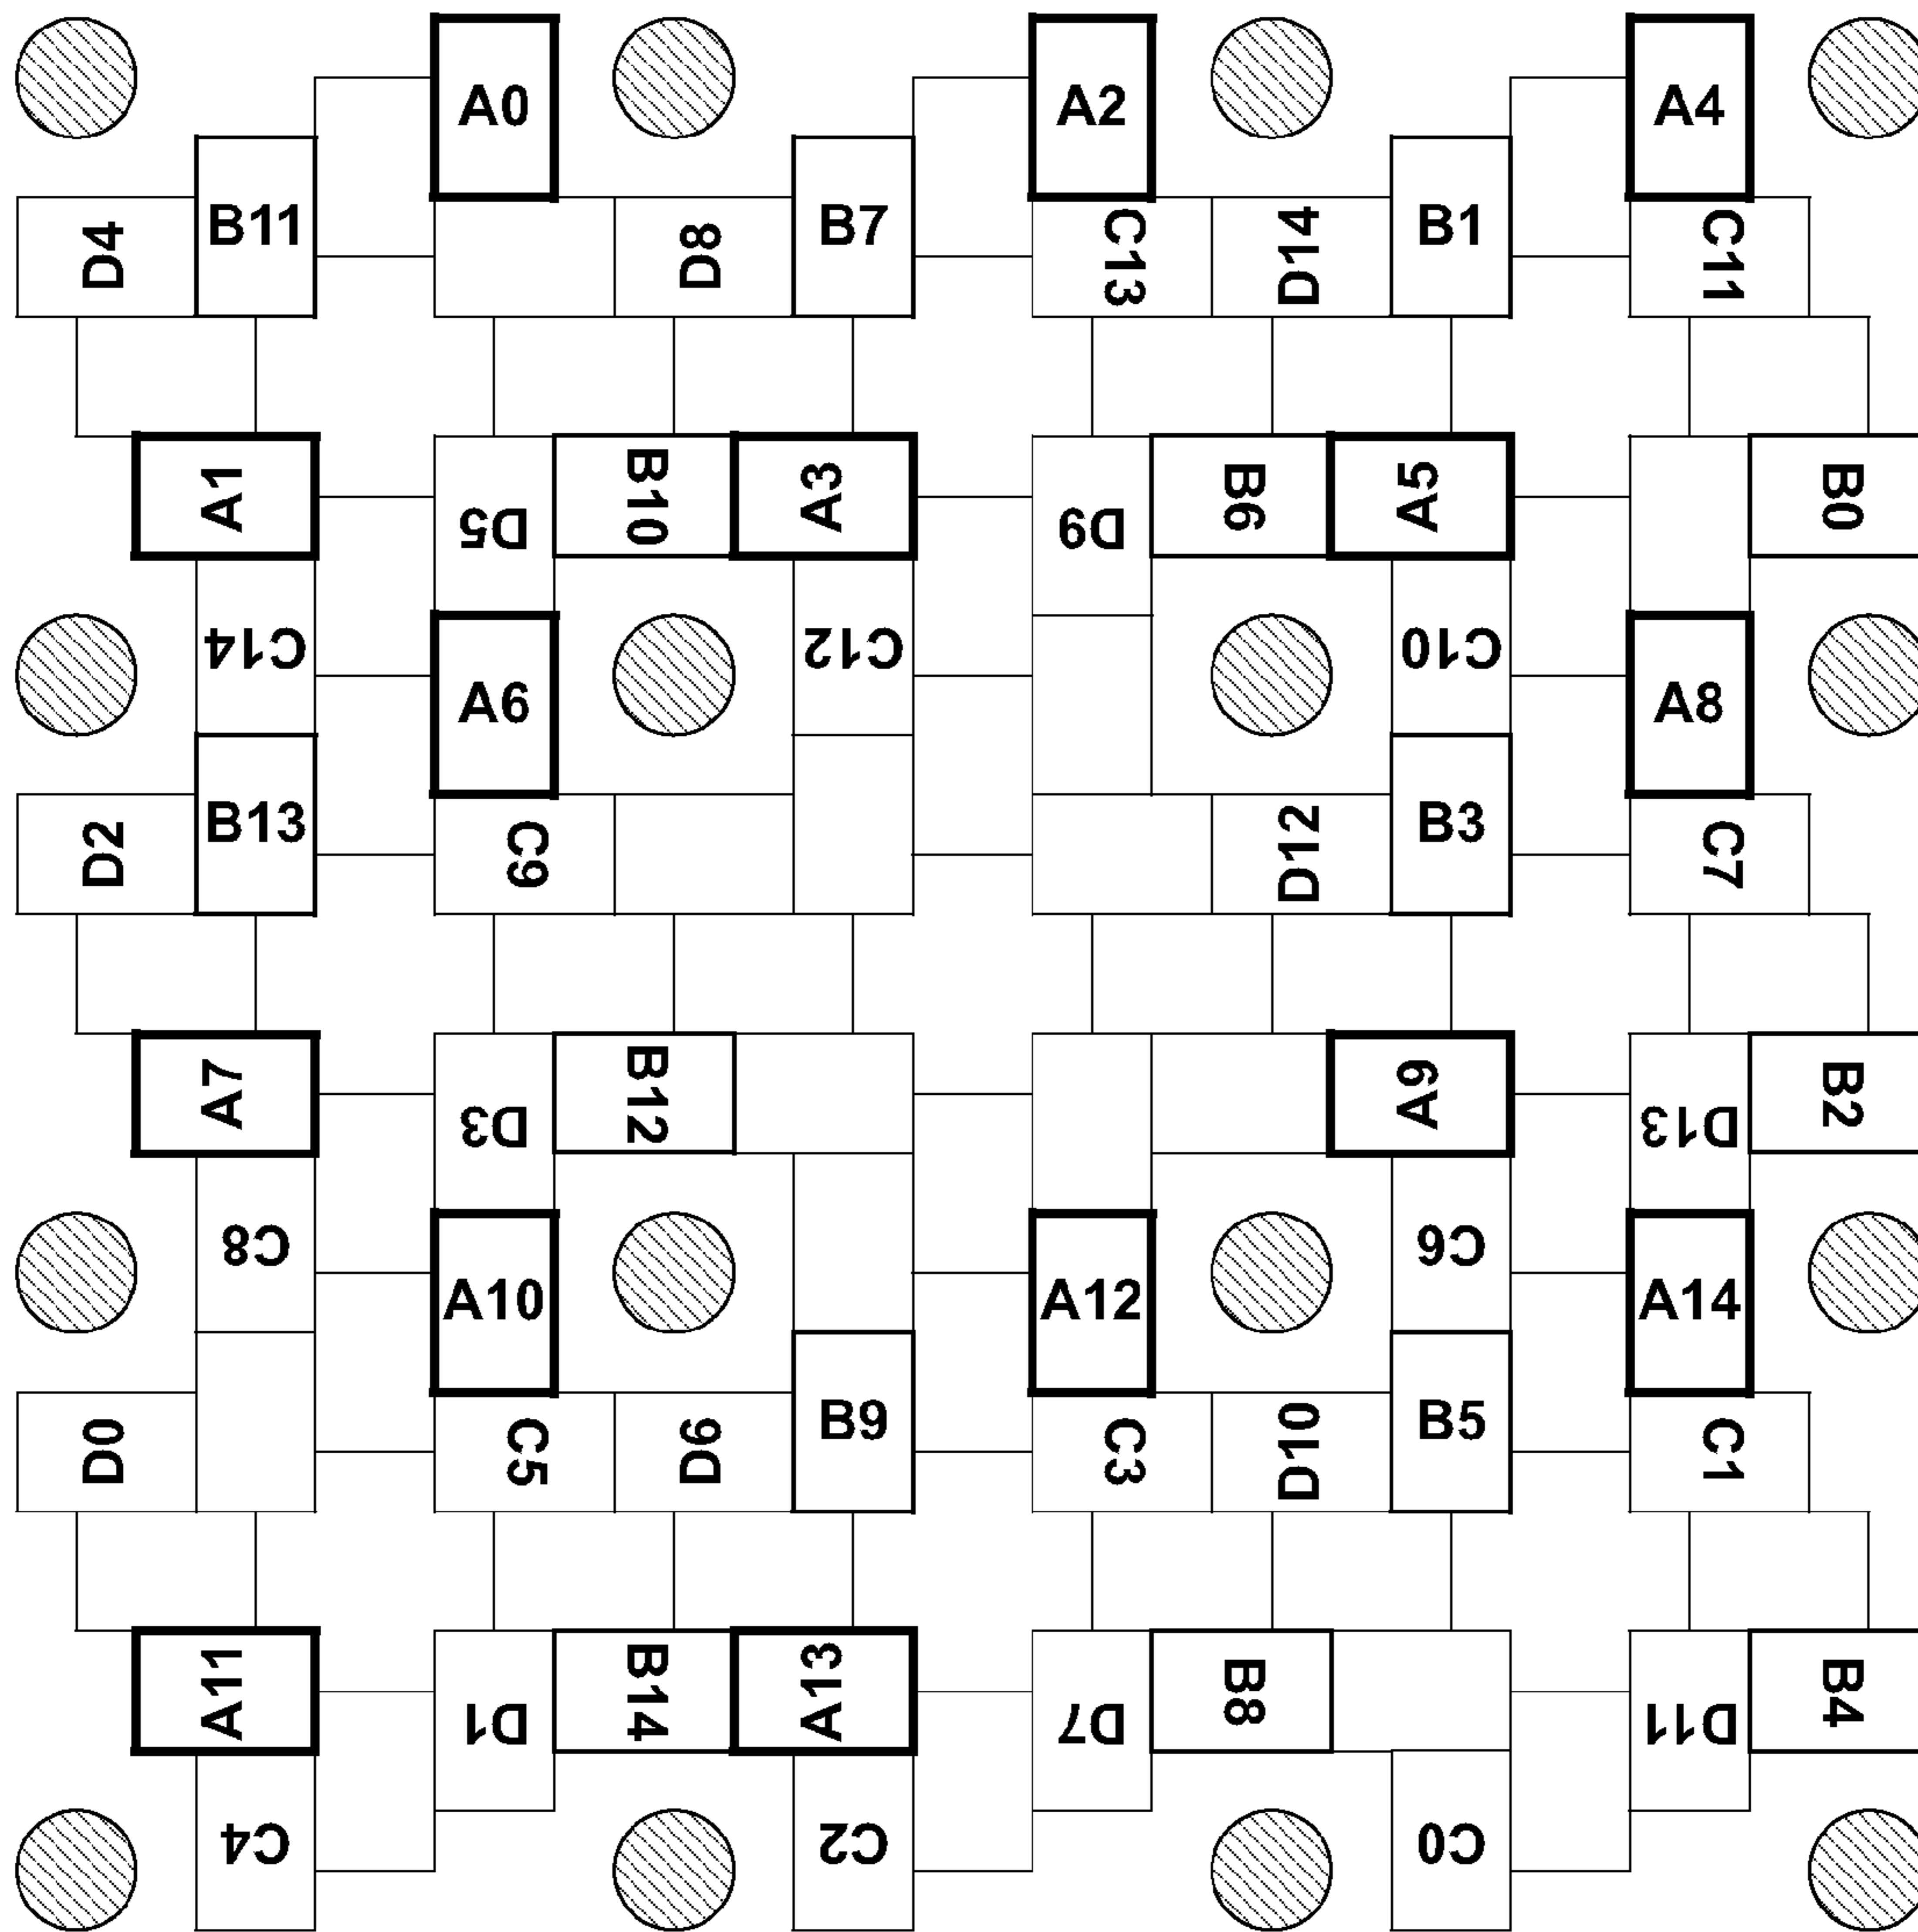 A0 A2 A4
D4 B11 D8 B7 C13 D14 B1 C11
A1 D5 B10 A3 D9 B6 A5 B0
C14 A6 C12 C10 A8
D2 B13 C9 D12 B3 C7
A7 D3 B12 A9 D13 B2
C8 A10 A12 C6 A14
D0 C5 D6 B9 C3 D10 B5 C1
A11 D1 B14 A13 D7 B8 D11 B4
C4 C2 C0